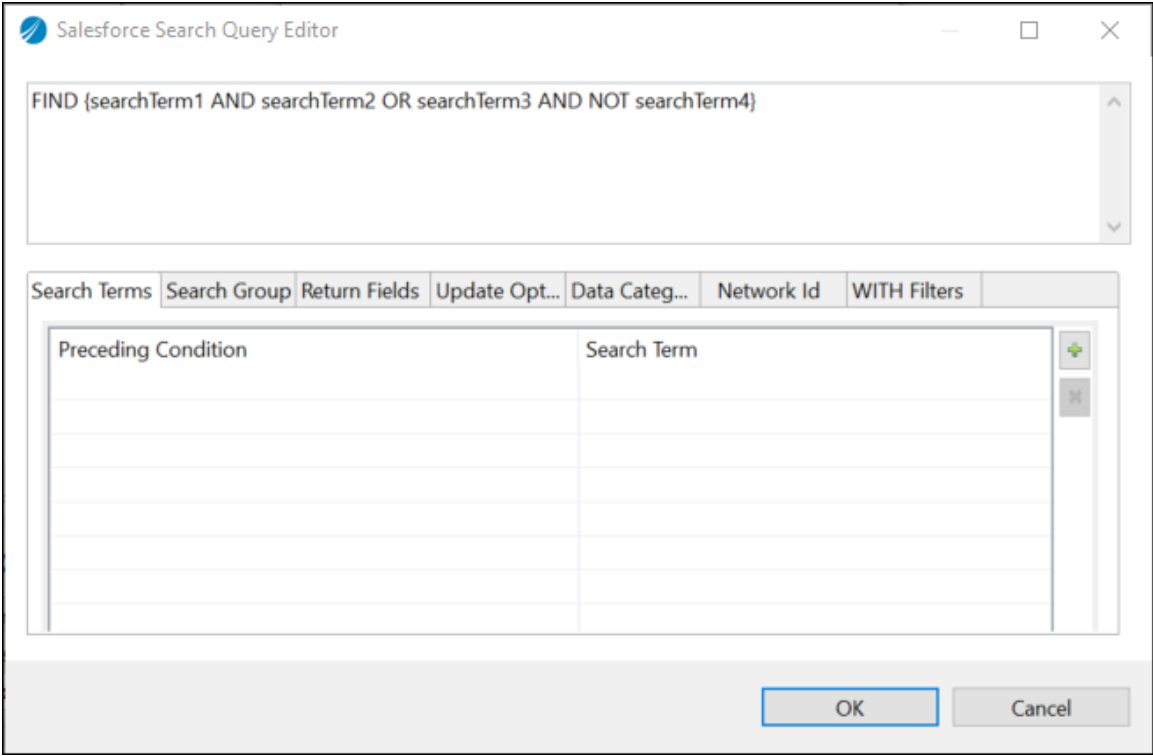 Salesforce Search Query Editor
FIND {searchTerm1 AND searchTerm2 OR searchTerm3 AND NOT searchTerm4}
Search Terms Search Group Return Fields Update Opt... Data Categ... Network Id WITH Filters
Preceding Condition Search Term
OK Cancel